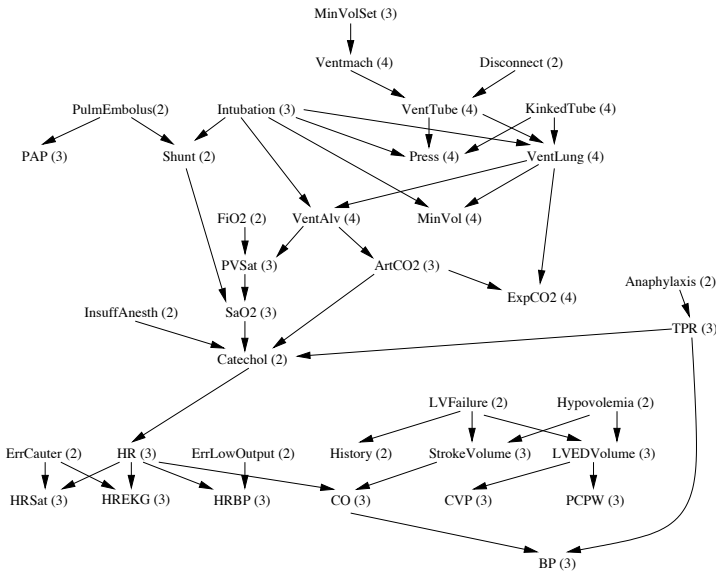 MinVolSet (3)
Ventmach (4)
Disconnect (2)
PulmEmbolus(2)
Intubation (3)
VentTube (4)
KinkedTube (4)
PAP (3)
Shunt (2)
Press (4)
VentLung (4)
FiO2 (2)
VentAlv (4)
MinVol (4)
PVSat (3)
ArtCO2 (3)
Anaphylaxis (2)
ExpCO2 (4)
InsuffAnesth (2)
SaO2 (3)
TPR (3)
Catechol (2)
LVFailure (2)
Hypovolemia (2)
ErrCauter (2)
HR (3)
ErrLowOutput (2)
History (2)
StrokeVolume (3)
LVEDVolume (3)
HRSat (3)
HREKG (3)
HRBP (3)
CO (3)
CVP (3)
PCPW (3)
BP (3)